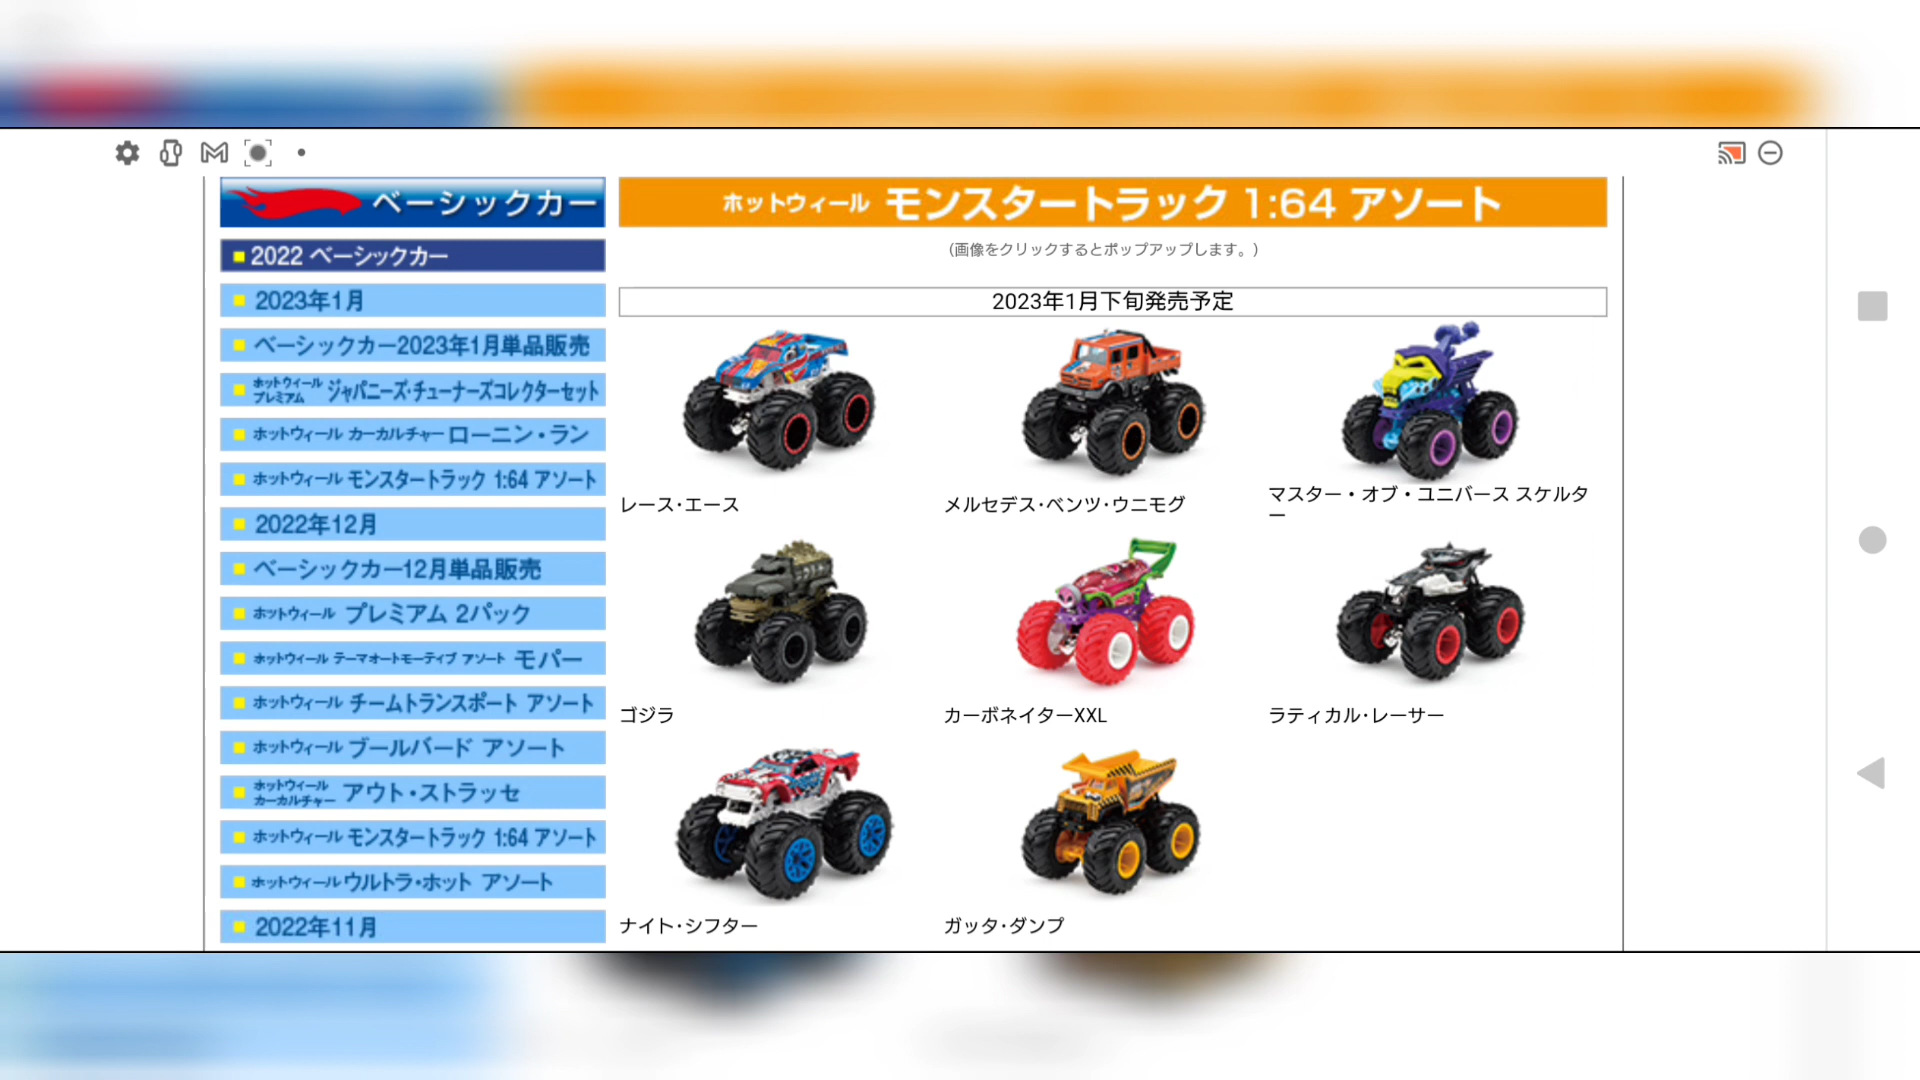 ベーシックカー
2022 ベーシックカー
2023年1月
ベーシックカー2023年1月単品販売
ホットウィール プレミアム ジャパニーズ・チューナーズコレクターセット
ホットウィール カーカルチャー ローニン・ラン
ホットウィール モンスタートラック 1:64 アソート
2022年12月
ベーシックカー12月単品販売
ホットウィール プレミアム 2パック
ホットウィール テーマオートモーティブ アソート モパー
ホットウィール チームトランスポート アソート
ホットウィール ブールバード アソート
ホットウィール カーカルチャー アウト・ストラッセ
ホットウィール モンスタートラック 1:64 アソート
ホットウィール ウルトラ・ホット アソート
2022年11月
ホットウィール モンスタートラック 1:64 アソート
(画像をクリックするとポップアップします。)
2023年1月下旬発売予定
レース・エース
メルセデス・ベンツ・ウニモグ
マスター・オブ・ユニバース スケルタ
ー
ゴジラ
カーボネイターXXL
ラティカル・レーサー
ナイト・シフター
ガッタ・ダンプ